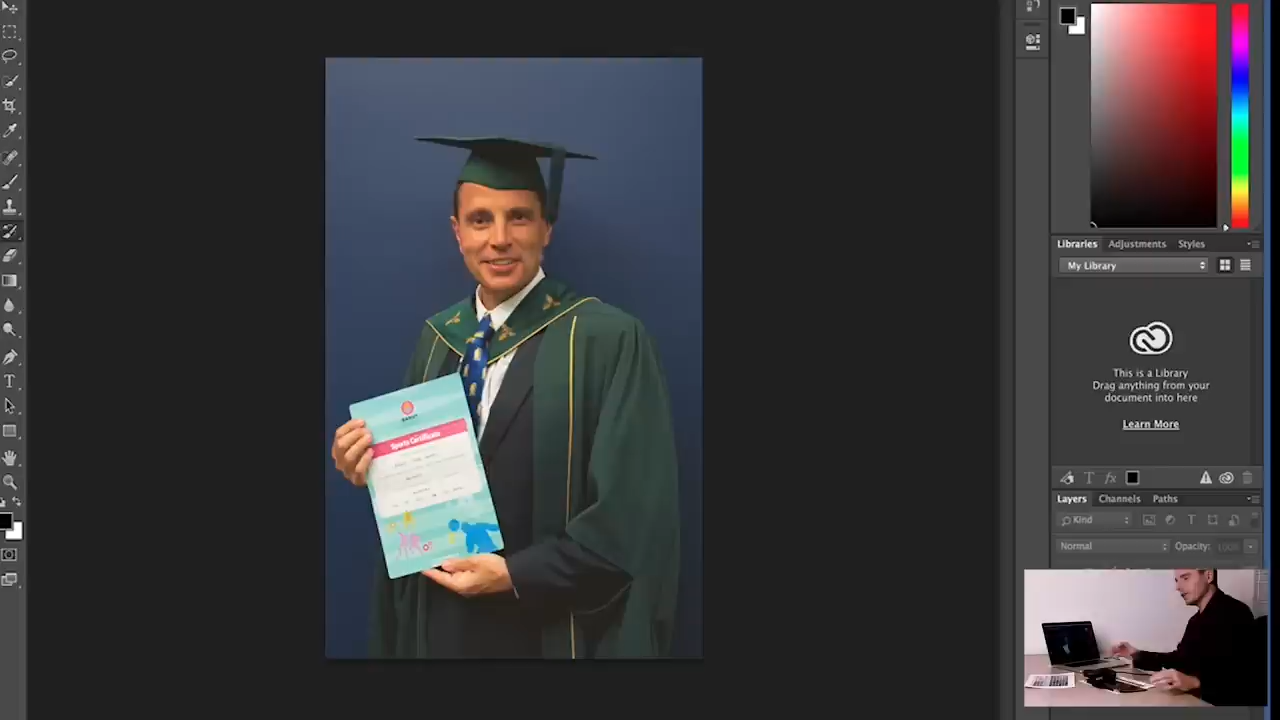 Libraries Adjustments Styles
My Library
This is a Library
Drag anything from your
document into here
Learn More
Layers Channels Paths
Kind
Normal Opacity: 100%
Sports Certificate